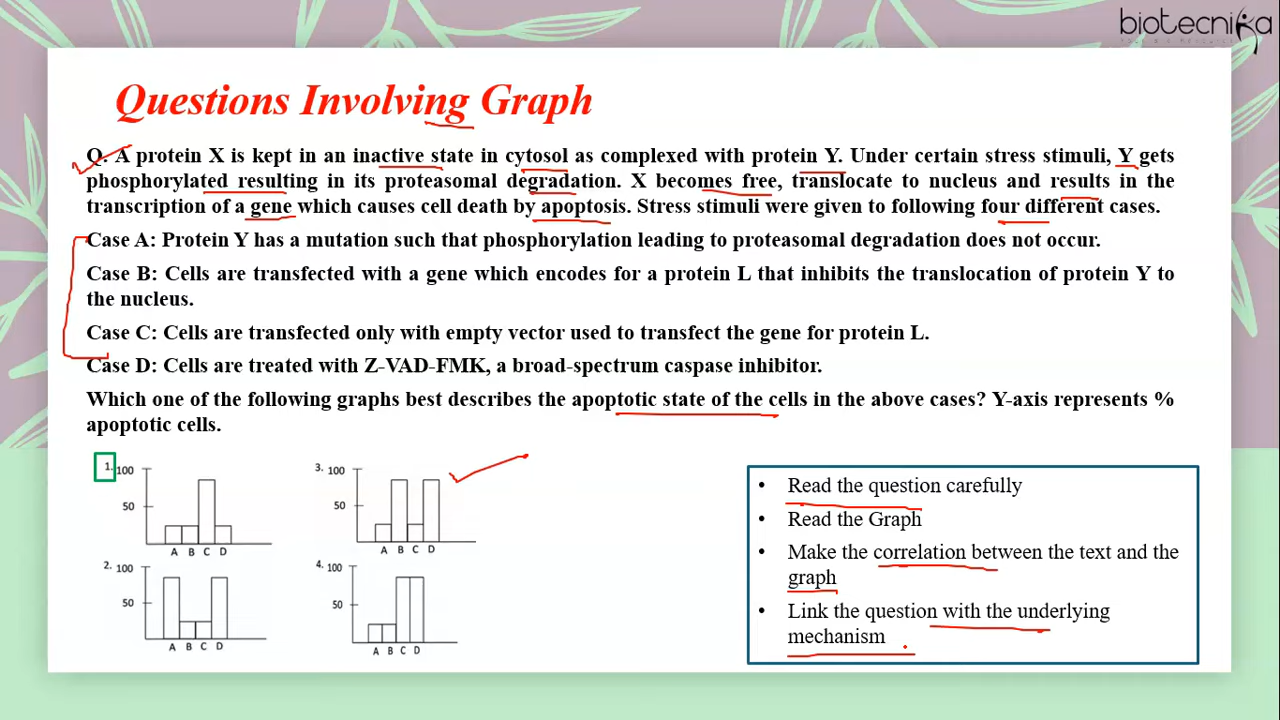 biotecnika
Questions Involving Graph
Q. A protein X is kept in an inactive state in cytosol as complexed with protein Y. Under certain stress stimuli, Y gets
phosphorylated resulting in its proteasomal degradation. X becomes free, translocate to nucleus and results in the
transcription of a gene which causes cell death by apoptosis. Stress stimuli were given to following four different cases.
Case A: Protein Y has a mutation such that phosphorylation leading to proteasomal degradation does not occur.
Case B: Cells are transfected with a gene which encodes for a protein L that inhibits the translocation of protein Y to
the nucleus.
Case C: Cells are transfected only with empty vector used to transfect the gene for protein L.
Case D: Cells are treated with Z-VAD-FMK, a broad-spectrum caspase inhibitor.
Which one of the following graphs best describes the apoptotic state of the cells in the above cases? Y-axis represents %
apoptotic cells.
1. 100
50
A B C D
2. 100
50
A B C D
3. 100
50
A B C D
4. 100
50
A B C D
• Read the question carefully
• Read the Graph
• Make the correlation between the text and the
graph
• Link the question with the underlying
mechanism